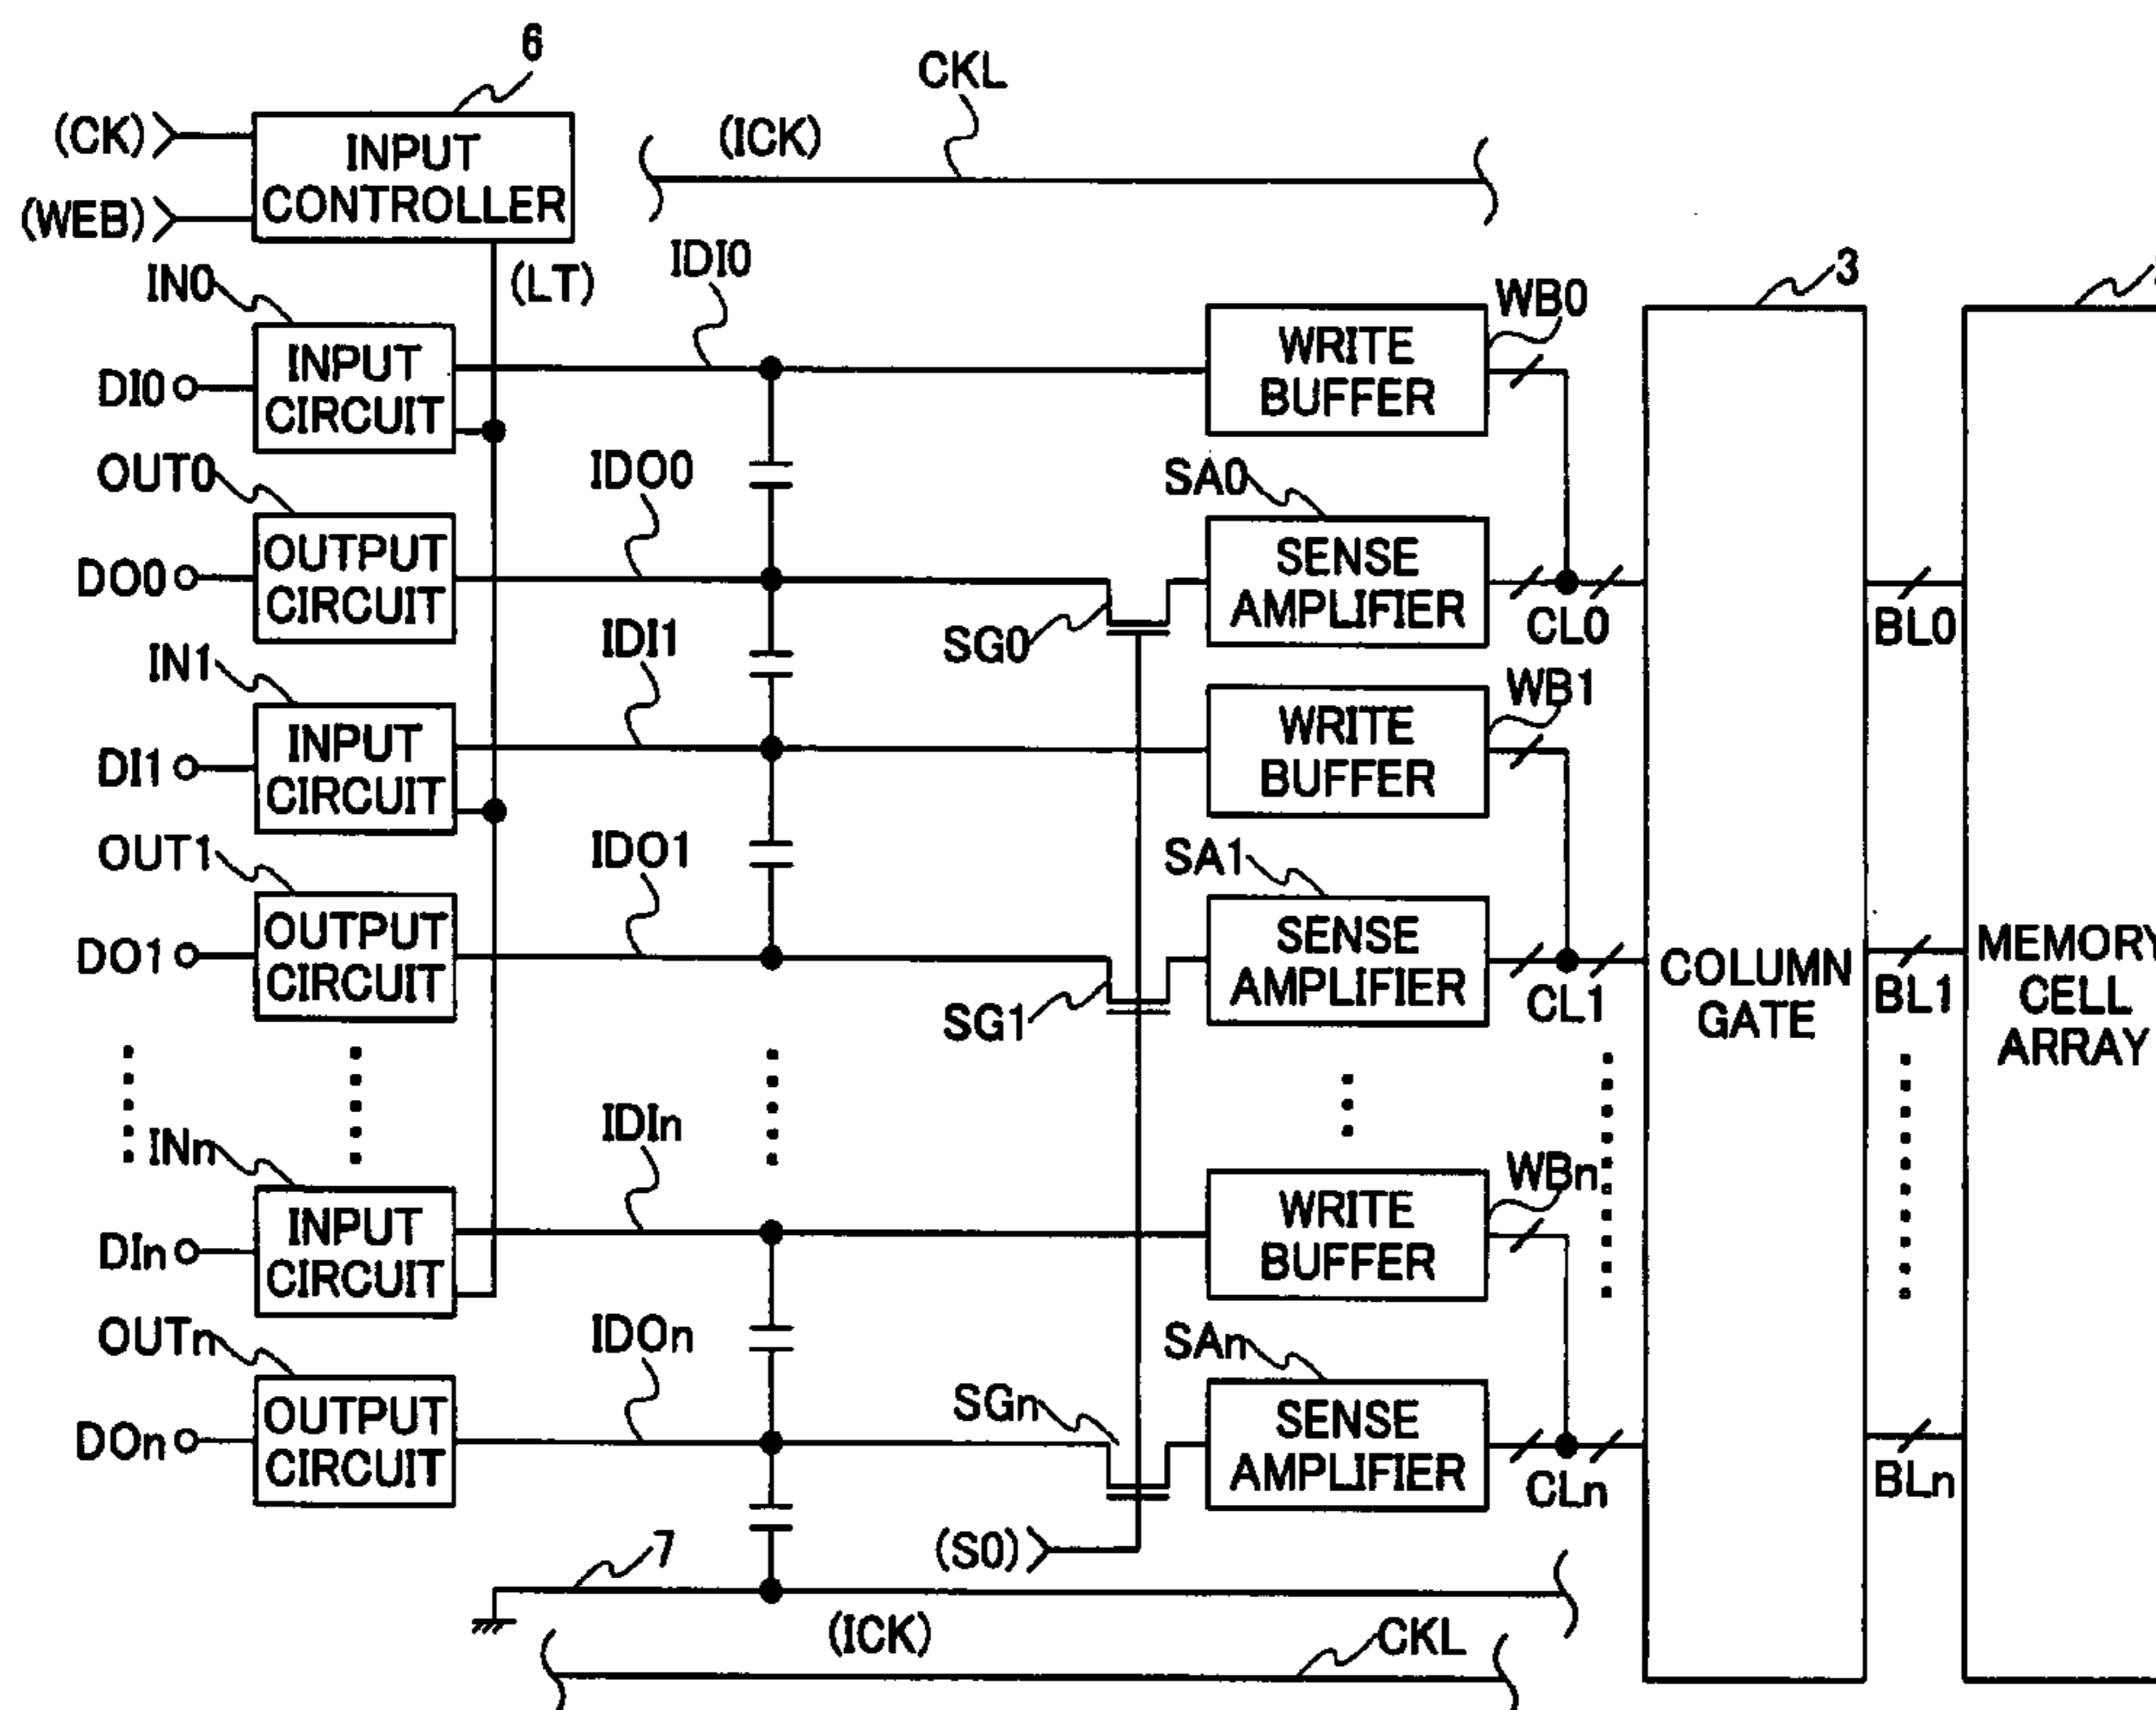 6
CKL
(CK)
INPUT
CONTROLLER
(ICK)
(WEB)
(LT)
IN0
IDI0
WB0
3
INPUT
CIRCUIT
WRITE
BUFFER
DI0
OUT0
IDO0
SA0
OUTPUT
CIRCUIT
SENSE
AMPLIFIER
DO0
SG0
CL0
BL0
IN1
IDI1
WB1
INPUT
CIRCUIT
WRITE
BUFFER
DI1
OUT1
IDO1
SA1
OUTPUT
CIRCUIT
SENSE
AMPLIFIER
DO1
SG1
CL1
COLUMN
GATE
BL1
MEMORY
CELL
ARRAY
INn
IDIn
WBn
INPUT
CIRCUIT
WRITE
BUFFER
DIn
OUTn
IDOn
SAn
OUTPUT
CIRCUIT
SGn
SENSE
AMPLIFIER
DOn
CLn
BLn
7
(S0)
(ICK)
CKL